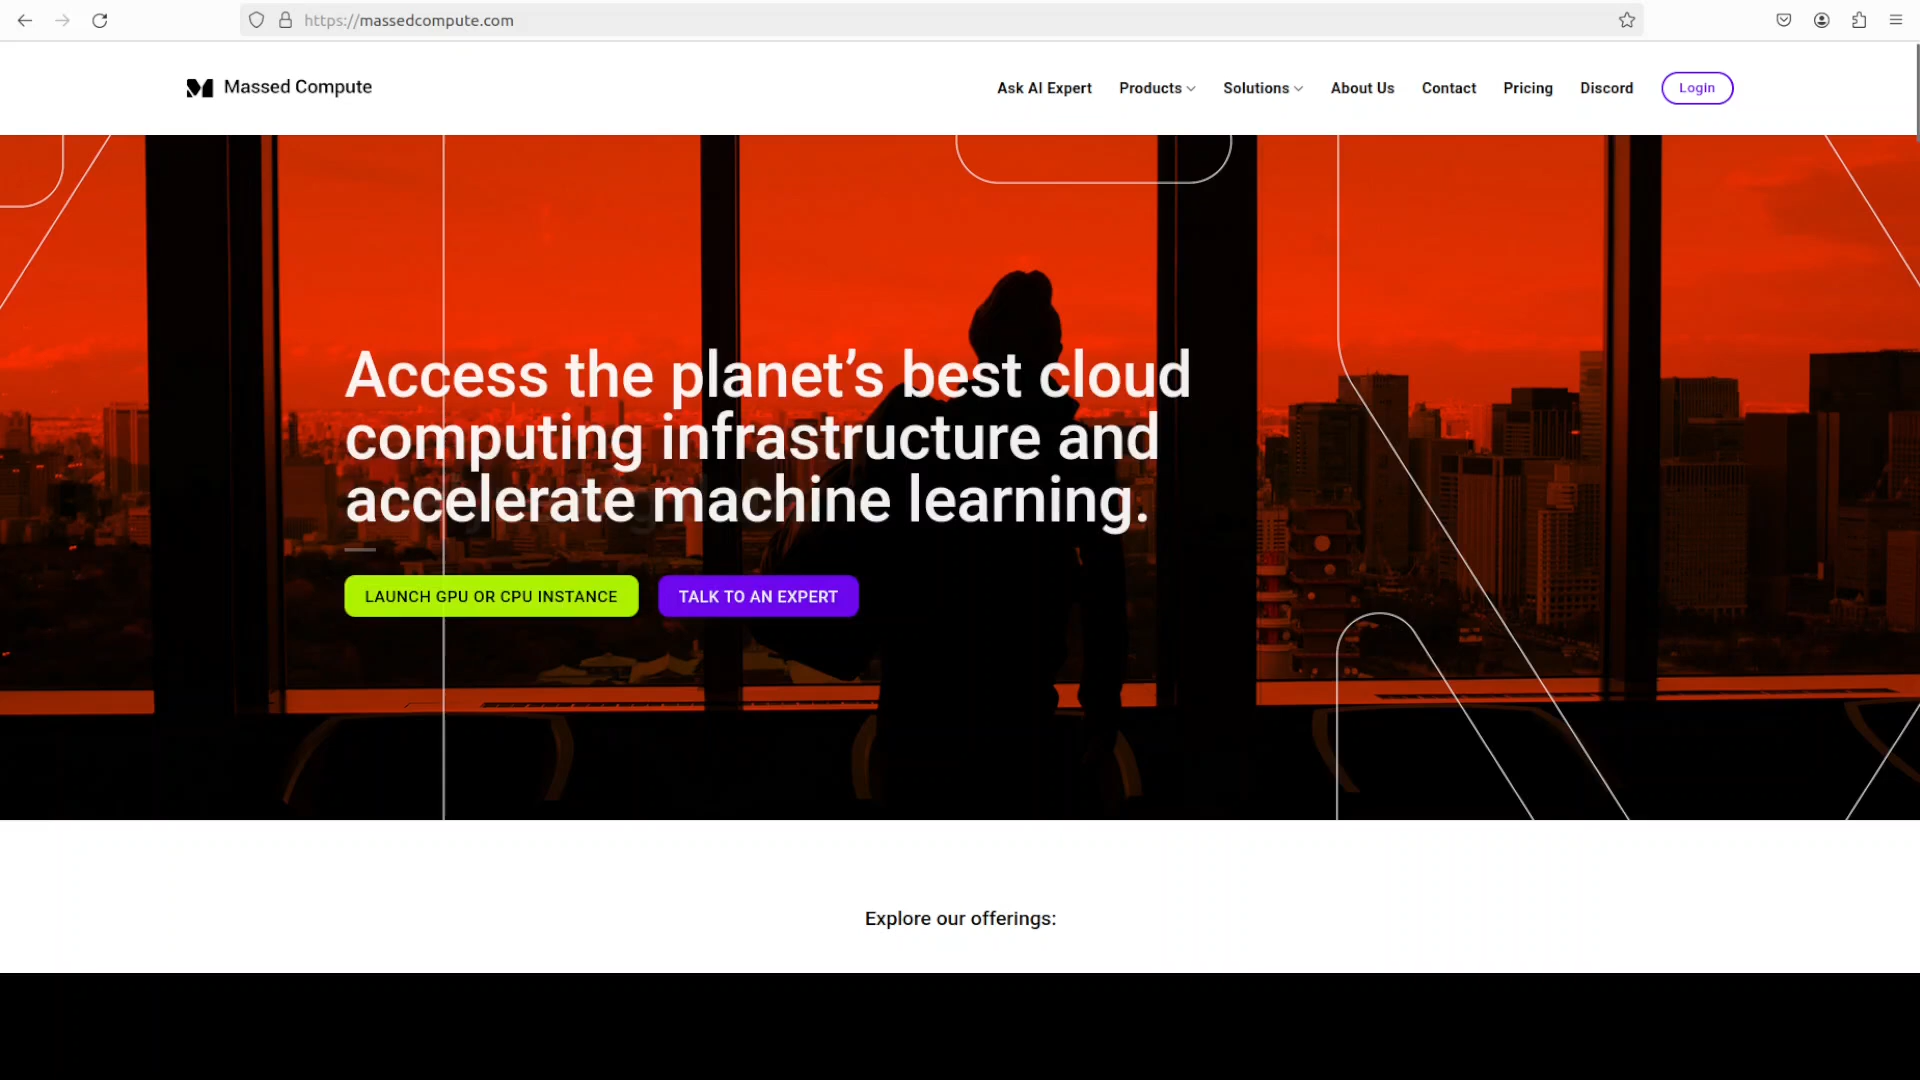 https://massedcompute.com
Massed Compute
Ask AI Expert
Products
Solutions
About Us
Contact
Pricing
Discord
Login
Access the planet’s best cloud
computing infrastructure and
accelerate machine learning.
LAUNCH GPU OR CPU INSTANCE
TALK TO AN EXPERT
Explore our offerings: